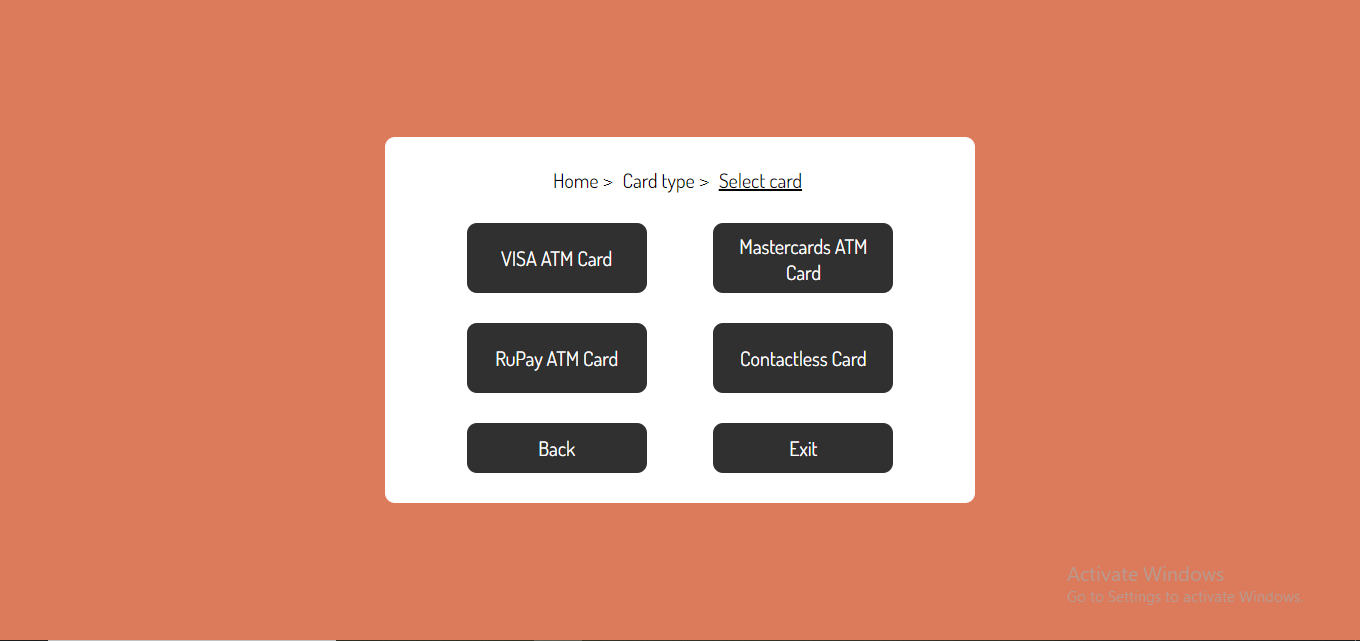 Home > Card type > Select card
VISA ATM Card
Mastercards ATM
Card
RuPay ATM Card
Contactless Card
Back
Exit
Activate Windows
Go to Settings to activate Windows.